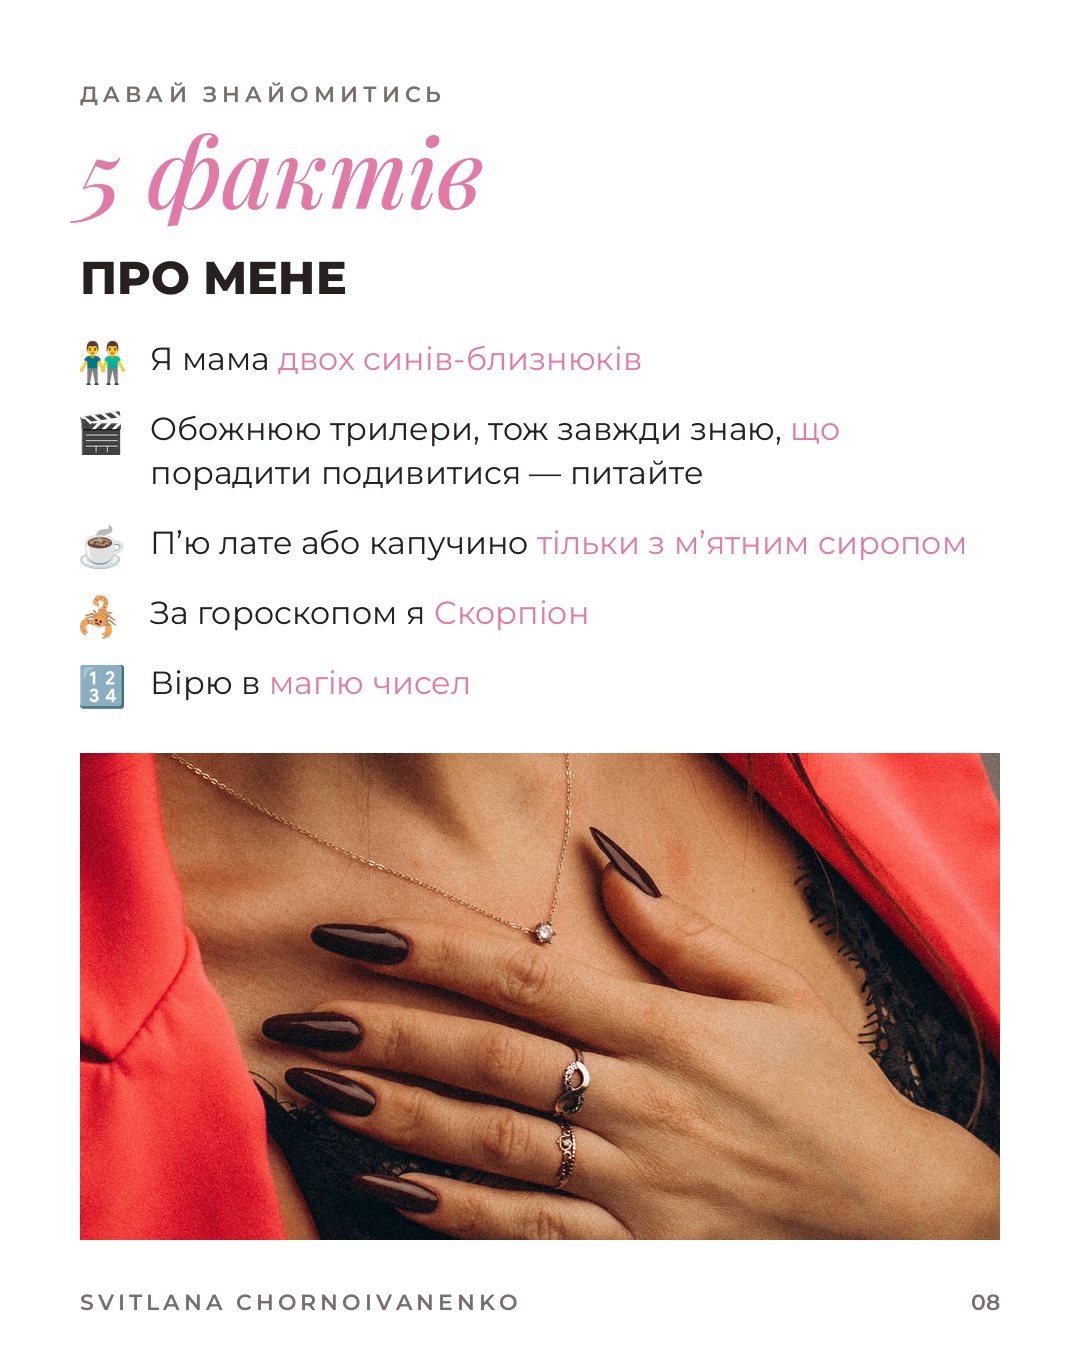 ДАВАЙ ЗНАЙОМИТИСЬ
5 фактів
ПРО МЕНЕ
Я мама двох синів-близнюків
Обожнюю трилери, тож завжди знаю, що
порадити подивитися — питайте
П’ю лате або капучино тільки з м’ятним сиропом
За гороскопом я Скорпіон
Вірю в магію чисел
SVITLANA CHORNOIVANENKO
08